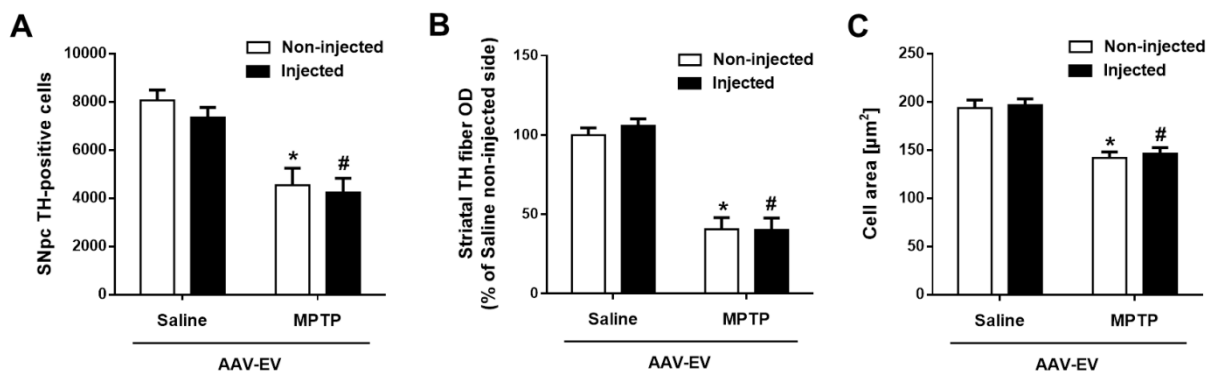 A
SNpc TH-positive cells
10000
8000
6000
4000
2000
0
Non-injected
Injected
*
#
Saline
MPTP
AAV-EV
B
Striatal TH fiber OD
(% of Saline non-injected side)
150
100
50
0
Non-injected
Injected
*
#
Saline
MPTP
AAV-EV
C
Cell area [µm²]
250
200
150
100
50
0
Non-injected
Injected
*
#
Saline
MPTP
AAV-EV